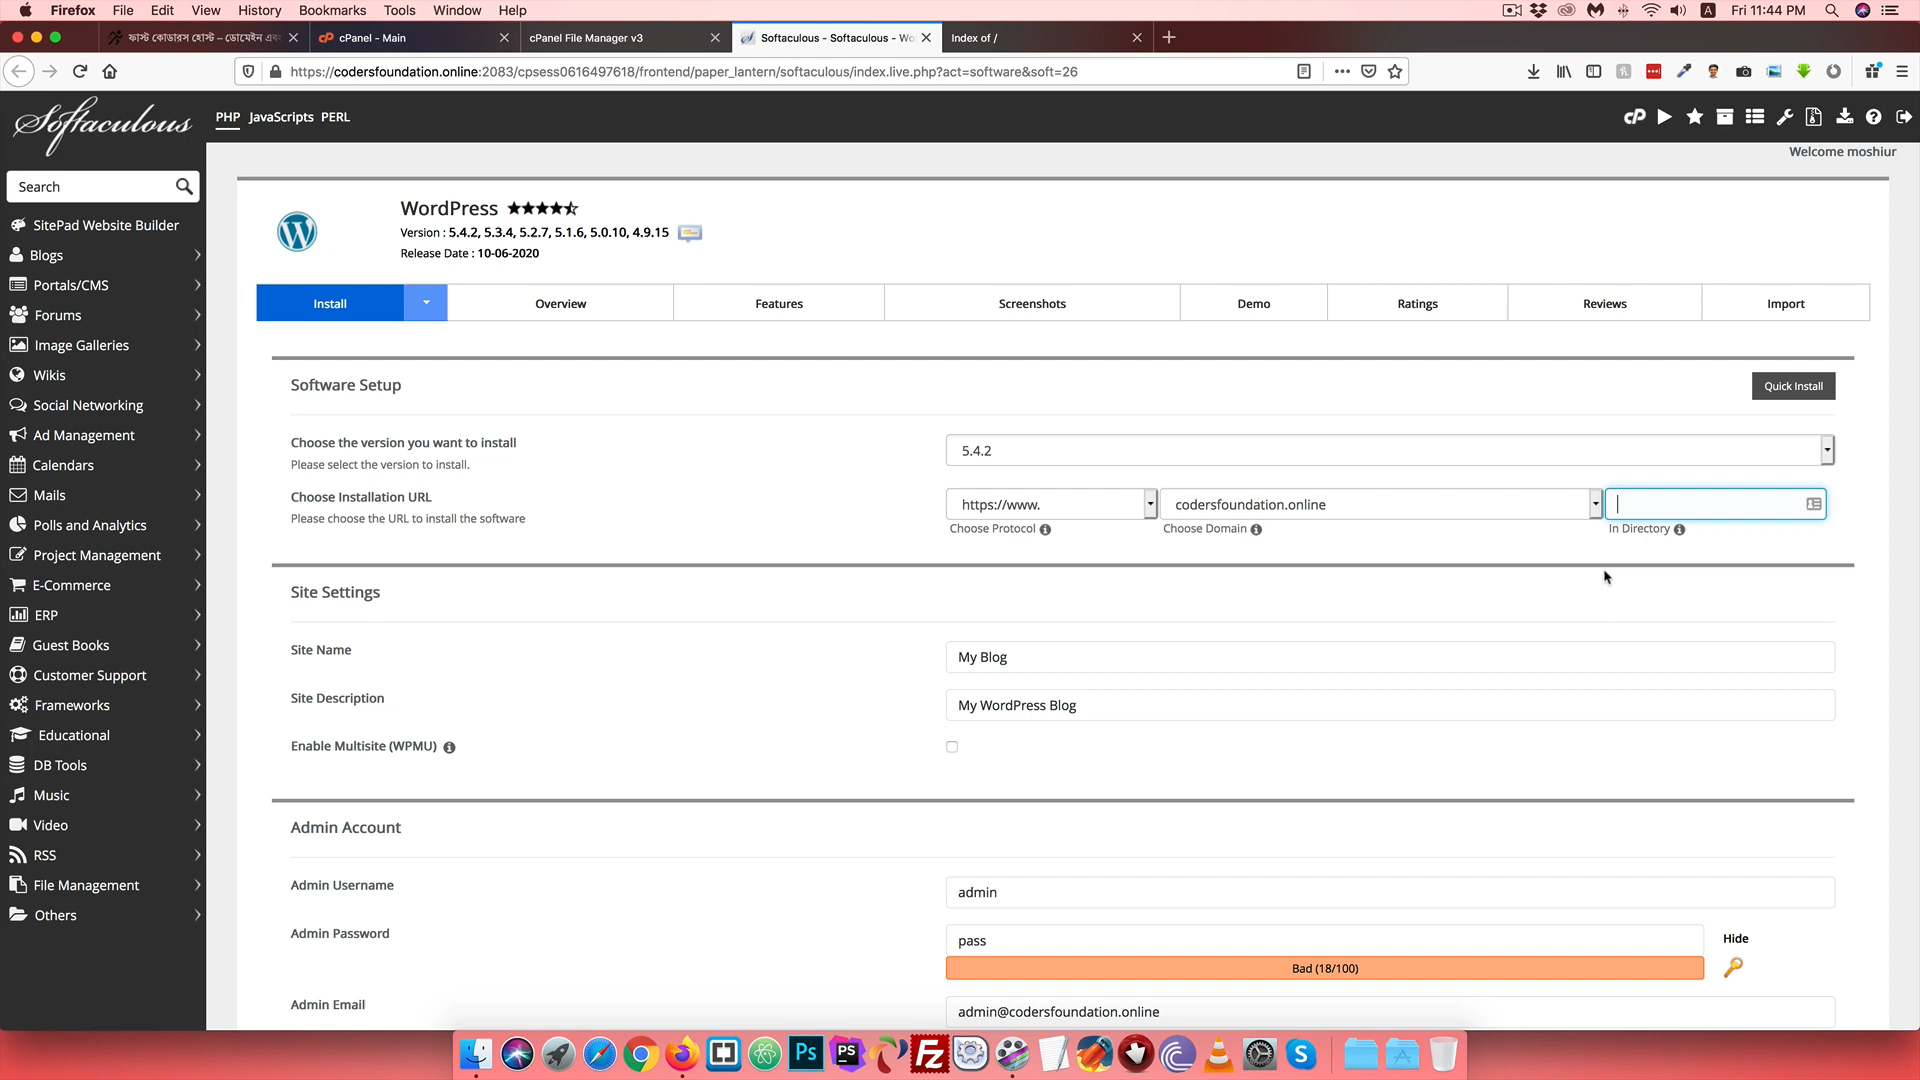 Firefox File Edit View History Bookmarks Tools Window Help
Fri 11:44 PM
ফাস্ট কোডারস হোস্ট – ডোমেইন এবং
cPanel - Main
cPanel File Manager v3
Softaculous - Softaculous - Wo
Index of /
https://codersfoundation.online:2083/cpsess0616497618/frontend/paper_lantern/softaculous/index.live.php?act=software&soft=26
Softaculous
PHP JavaScripts PERL
Welcome moshiur
Search
SitePad Website Builder
Blogs
Portals/CMS
Forums
Image Galleries
Wikis
Social Networking
Ad Management
Calendars
Mails
Polls and Analytics
Project Management
E-Commerce
ERP
Guest Books
Customer Support
Frameworks
Educational
DB Tools
Music
Video
RSS
File Management
Others
WordPress
Version : 5.4.2, 5.3.4, 5.2.7, 5.1.6, 5.0.10, 4.9.15
Release Date : 10-06-2020
Install Overview Features Screenshots Demo Ratings Reviews Import
Software Setup
Quick Install
Choose the version you want to install
Please select the version to install.
5.4.2
Choose Installation URL
Please choose the URL to install the software
https://www. codersfoundation.online
Choose Protocol Choose Domain In Directory
Site Settings
Site Name
My Blog
Site Description
My WordPress Blog
Enable Multisite (WPMU)
Admin Account
Admin Username
admin
Admin Password
pass
Hide
Bad (18/100)
Admin Email
admin@codersfoundation.online